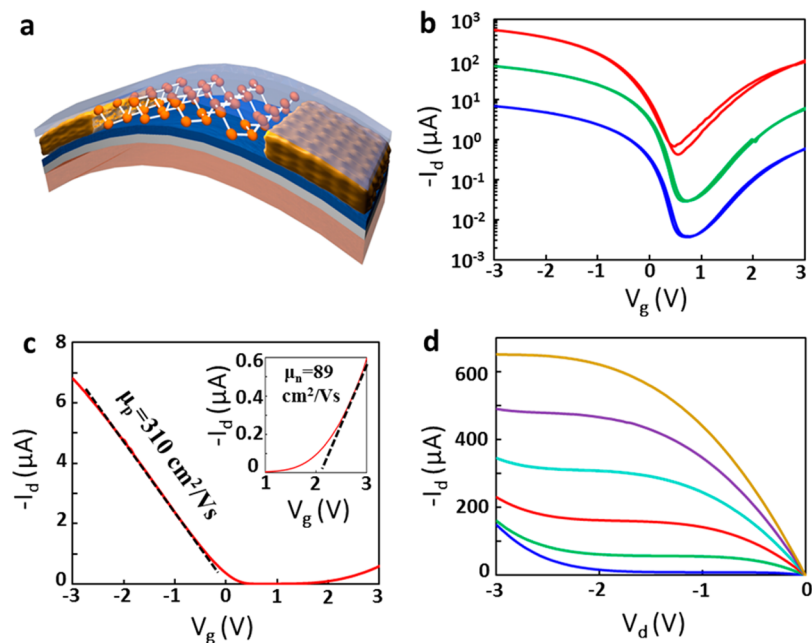 a
b
-I_d (μA)
10³
10²
10¹
10⁰
10⁻¹
10⁻²
10⁻³
-3 -2 -1 0 1 2 3
V_g (V)
c
-I_d (μA)
8
6
4
2
0
-3 -2 -1 0 1 2 3
V_g (V)
μ_p=310 cm²/Vs
-I_d (μA)
0.6
0.4
0.2
0
1 2 3
V_g (V)
μ_n=89
cm²/Vs
d
-I_d (μA)
600
400
200
0
-3 -2 -1 0
V_d (V)